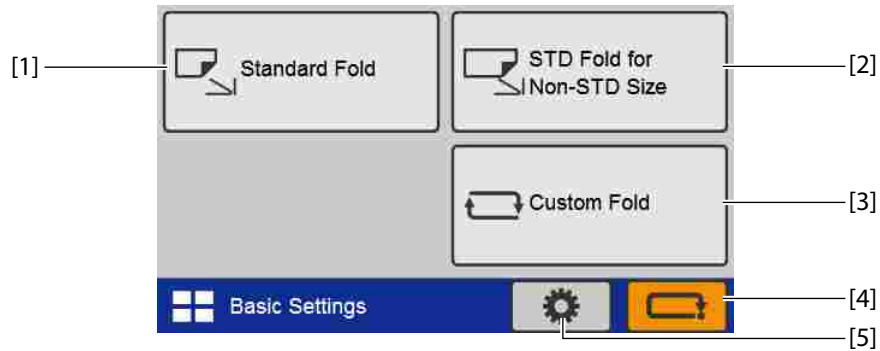 [1]
Standard Fold
STD Fold for
Non-STD Size
[2]
Custom Fold
[3]
Basic Settings
[4]
[5]